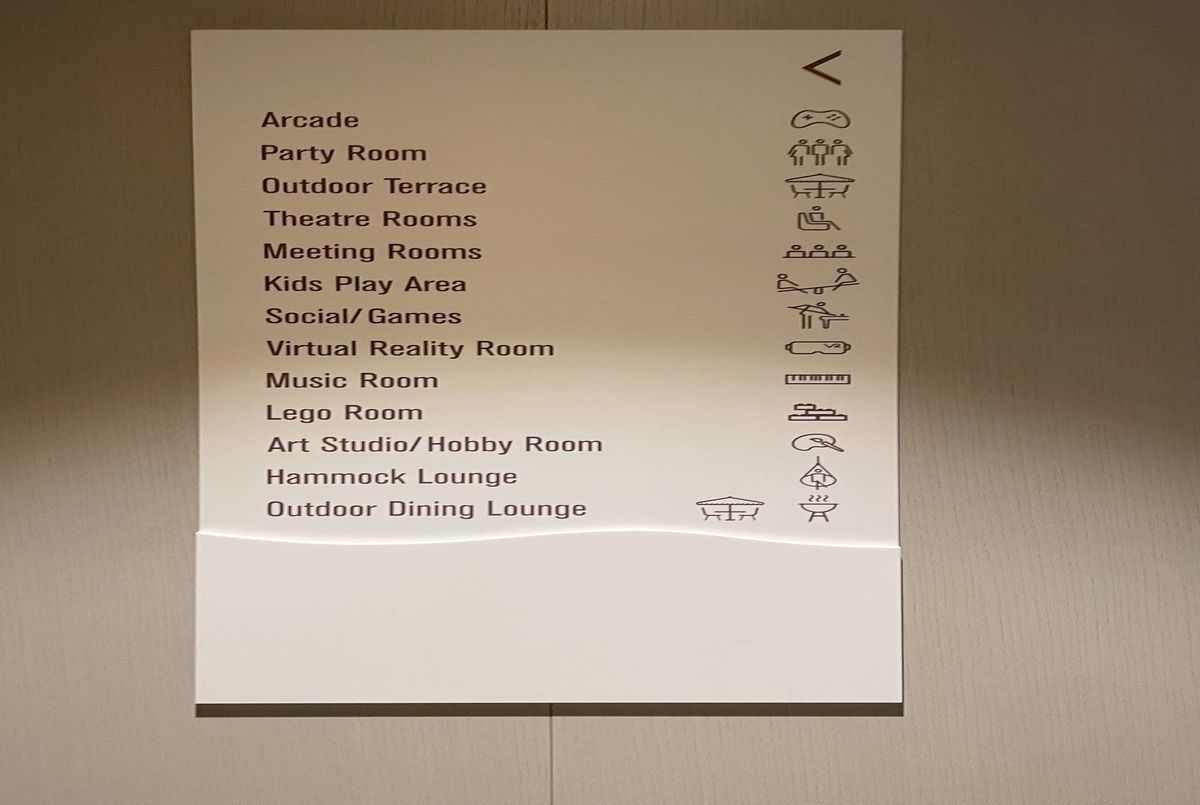 <
Arcade
Party Room
Outdoor Terrace
Theatre Rooms
Meeting Rooms
Kids Play Area
Social/Games
Virtual Reality Room
Music Room
Lego Room
Art Studio/Hobby Room
Hammock Lounge
Outdoor Dining Lounge